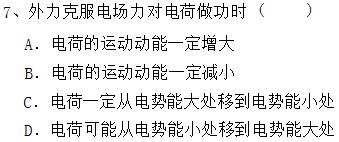 7、外力克服电场力对电荷做功时（　　）
A．电荷的运动动能一定增大
B．电荷的运动动能一定减小
C．电荷一定从电势能大处移到电势能小处
D．电荷可能从电势能小处移到电势能大处